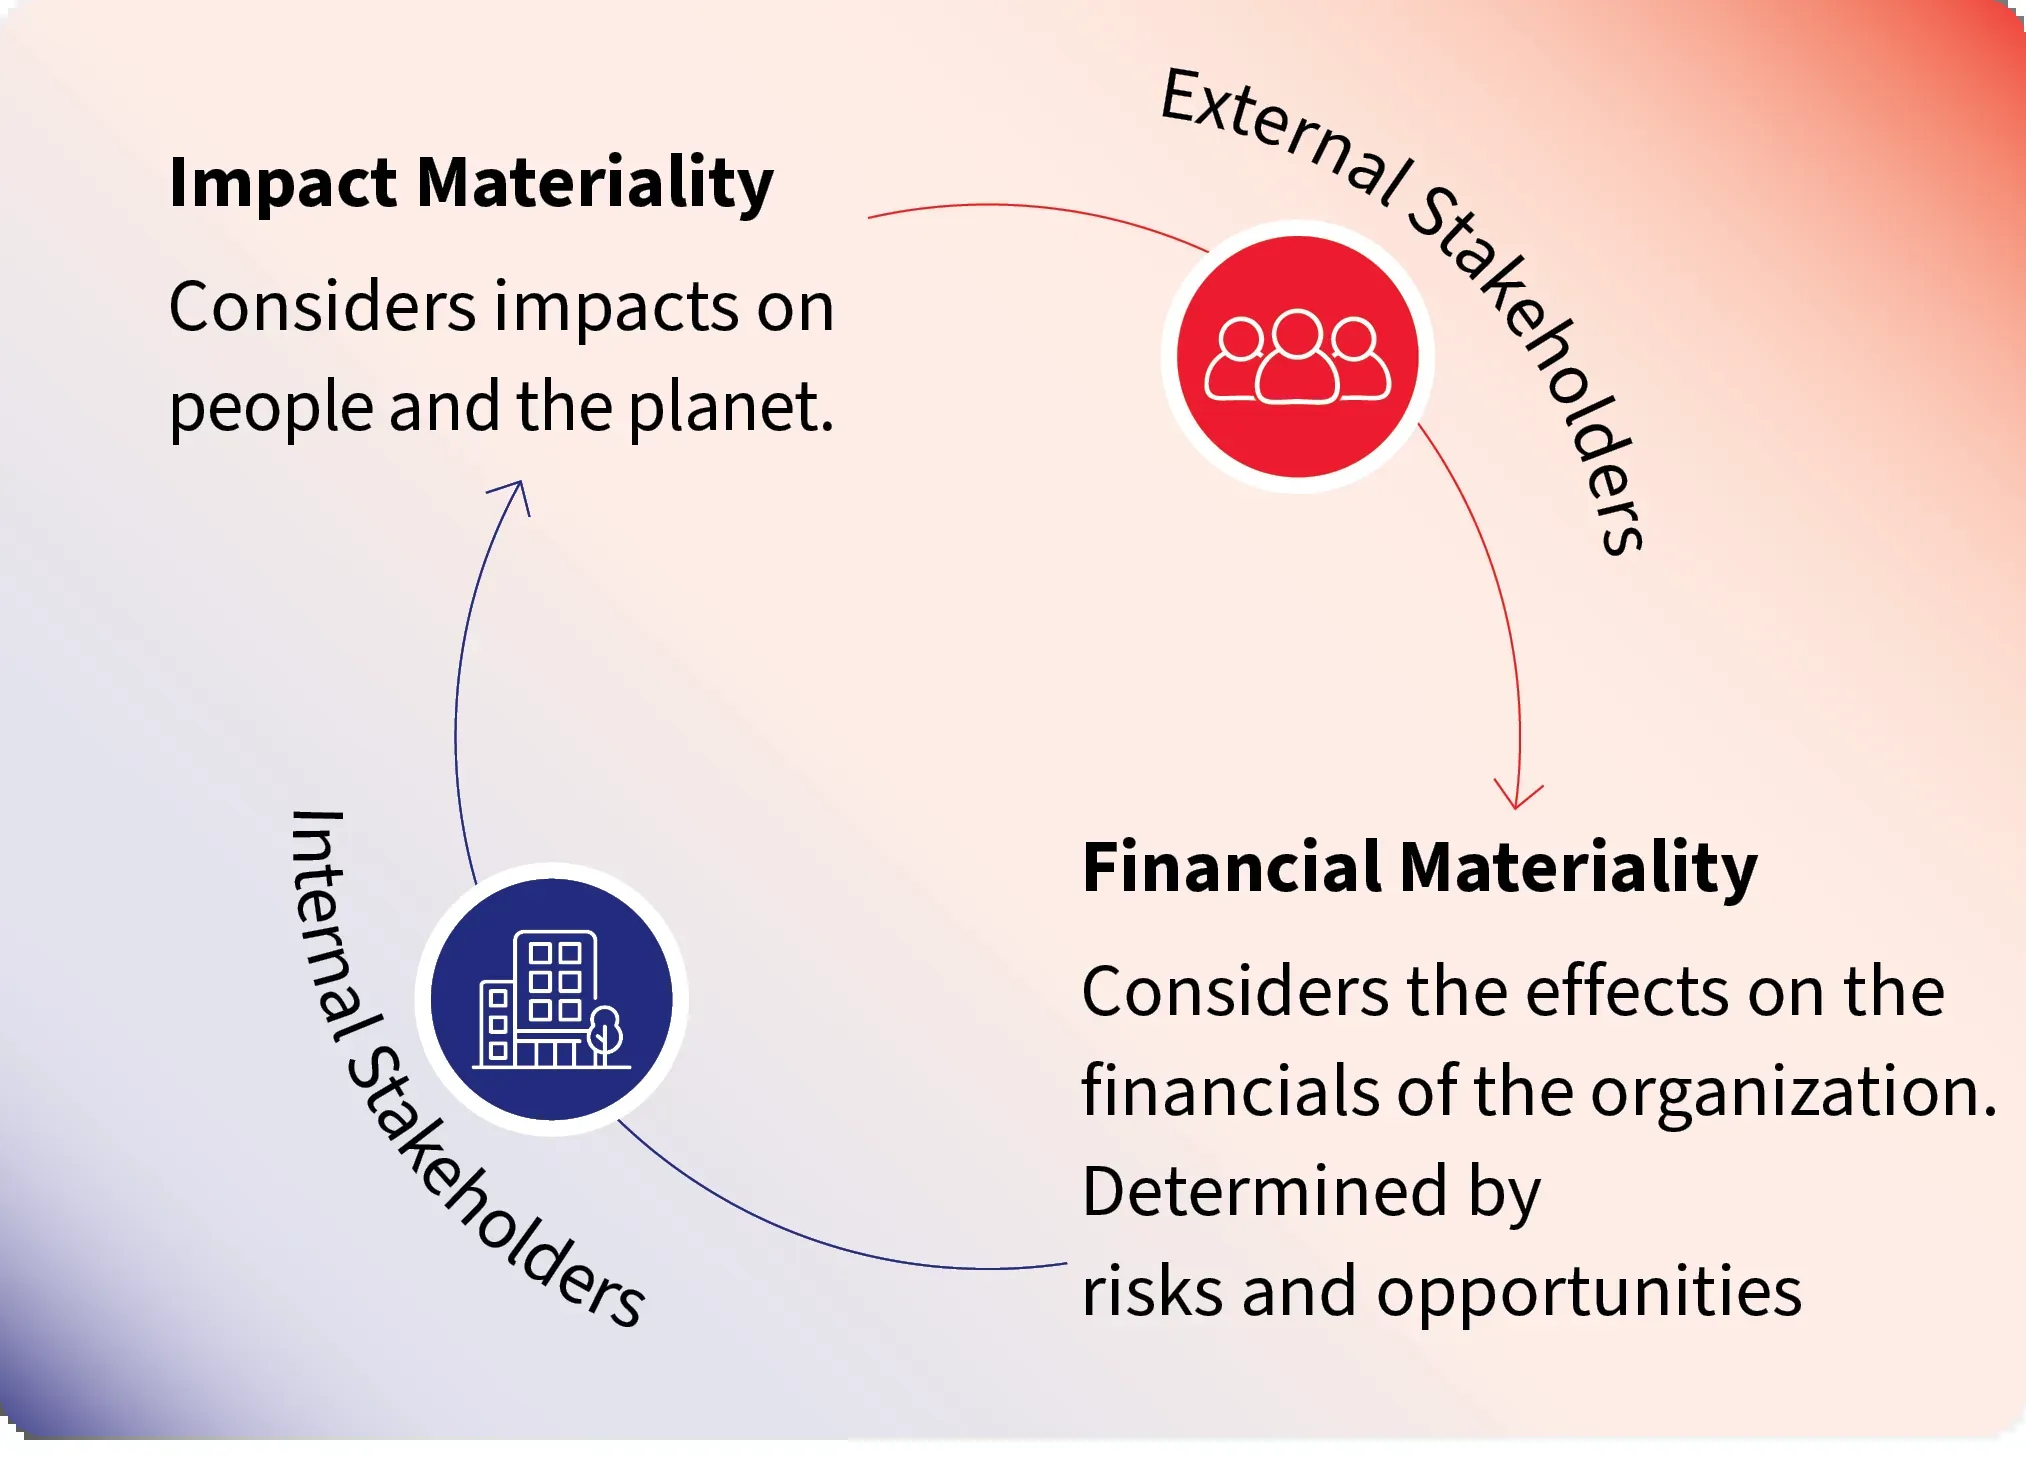 External Stakeholders
Impact Materiality
Considers impacts on
people and the planet.
Internal Stakeholders
Financial Materiality
Considers the effects on the
financials of the organization.
Determined by
risks and opportunities